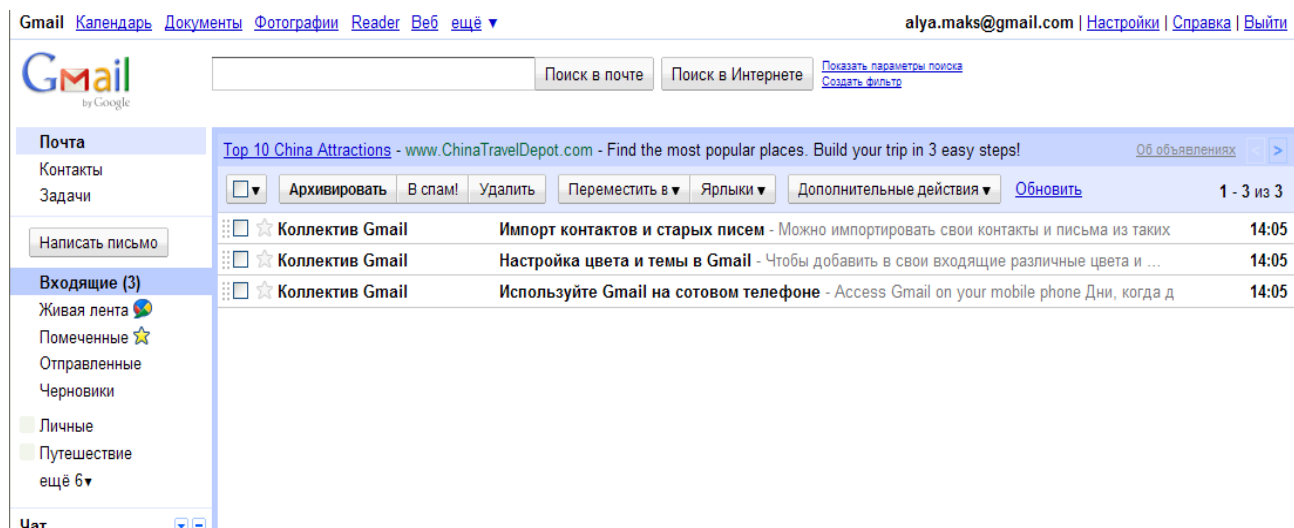 Gmail Календарь Документы Фотографии Reader Веб ещё ▼ alya.maks@gmail.com | Настройки | Справка | Выйти
Gmail
by Google
Поиск в почте Поиск в Интернете Показать параметры поиска
Создать фильтр
Почта
Контакты
Задачи
Написать письмо
Входящие (3)
Живая лента
Помеченные
Отправленные
Черновики
Личные
Путешествие
ещё 6▼
Чат
Top 10 China Attractions - www.ChinaTravelDepot.com - Find the most popular places. Build your trip in 3 easy steps! Об объявлениях < >
Архивировать В спам! Удалить Переместить в ▼ Ярлыки ▼ Дополнительные действия ▼ Обновить 1 - 3 из 3
Коллектив Gmail Импорт контактов и старых писем - Можно импортировать свои контакты и письма из таких 14:05
Коллектив Gmail Настройка цвета и темы в Gmail - Чтобы добавить в свои входящие различные цвета и … 14:05
Коллектив Gmail Используйте Gmail на сотовом телефоне - Access Gmail on your mobile phone Дни, когда д 14:05